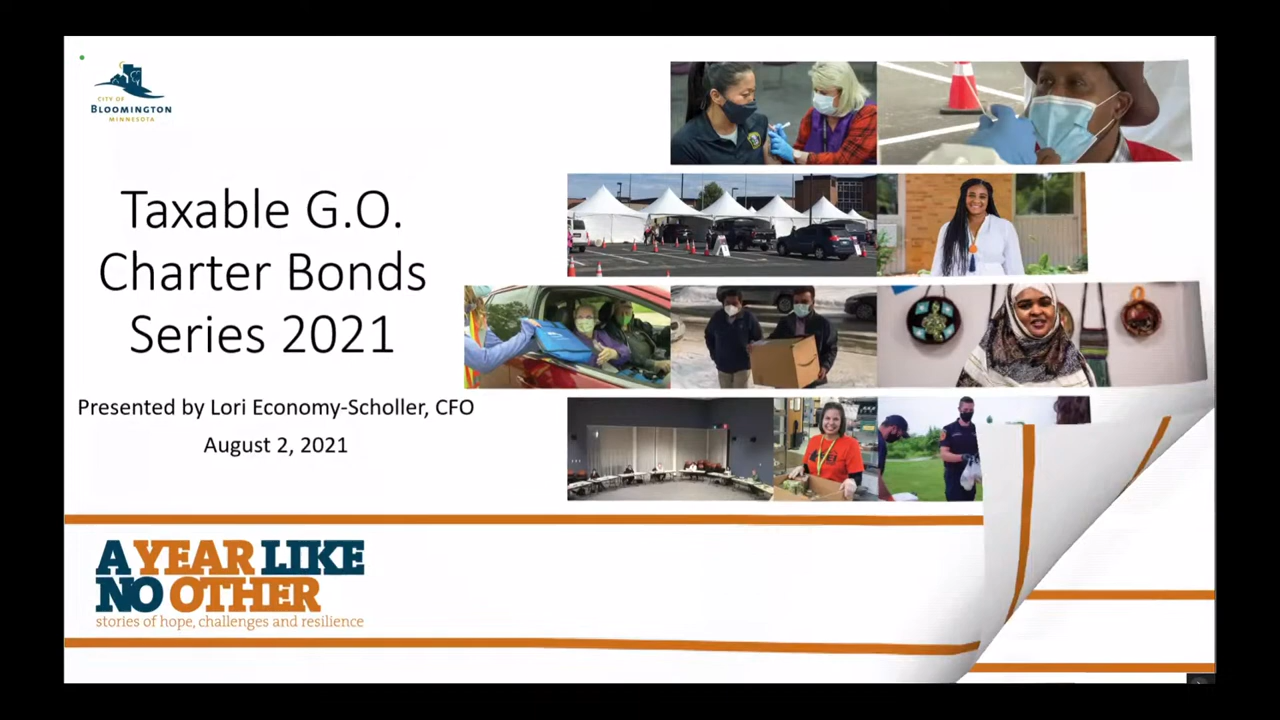 CITY OF
BLOOMINGTON
MINNESOTA
Taxable G.O.
Charter Bonds
Series 2021
Presented by Lori Economy-Scholler, CFO
August 2, 2021
A YEAR LIKE
NO OTHER
stories of hope, challenges and resilience